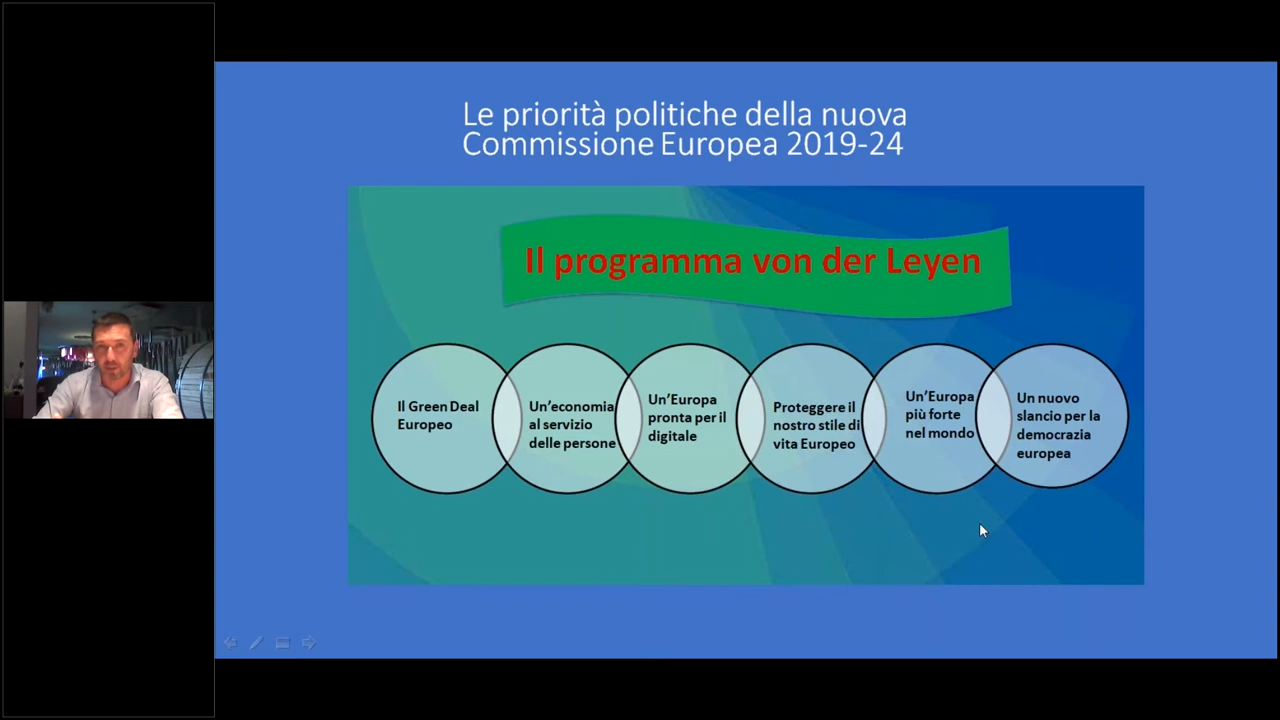 Le priorità politiche della nuova
Commissione Europea 2019-24
Il programma von der Leyen
Il Green Deal
Europeo
Un'economia
al servizio
delle persone
Un'Europa
pronta per il
digitale
Proteggere il
nostro stile di
vita Europeo
Un'Europa
più forte
nel mondo
Un nuovo
slancio per la
democrazia
europea